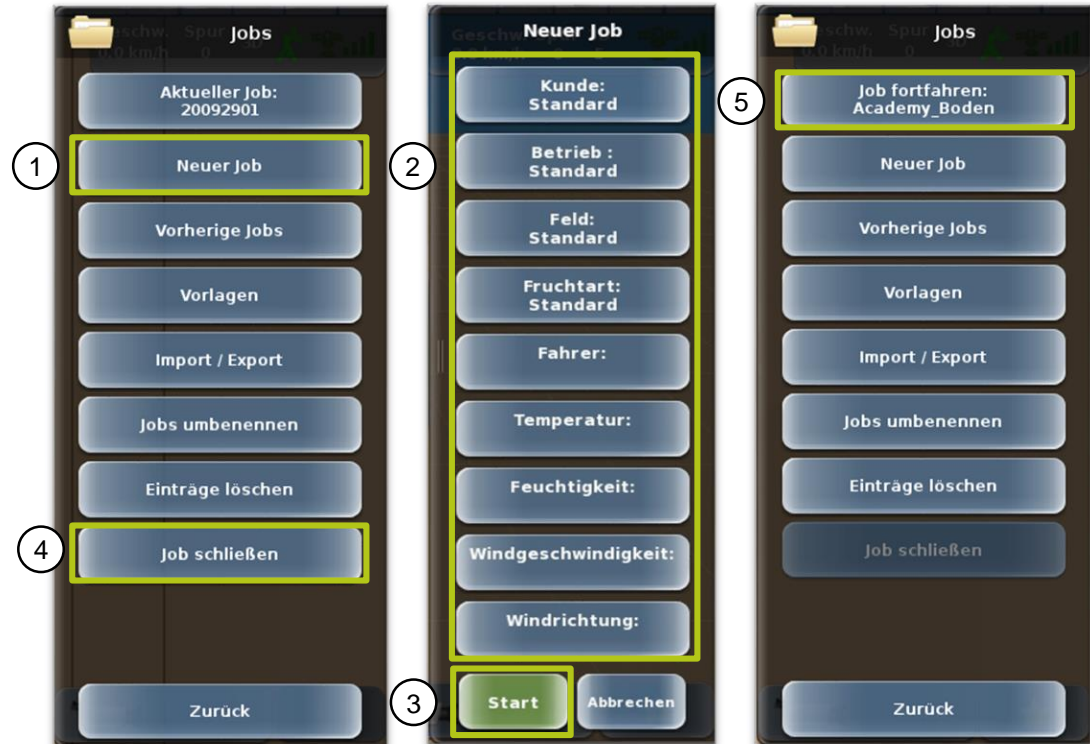 Jobs
Aktueller Job:
20092901
1
Neuer Job
Vorherige Jobs
Vorlagen
Import / Export
Jobs umbenennen
Einträge löschen
4
Job schließen
Zurück
Neuer Job
2
Kunde:
Standard
Betrieb :
Standard
Feld:
Standard
Fruchtart:
Standard
Fahrer:
Temperatur:
Feuchtigkeit:
Windgeschwindigkeit:
Windrichtung:
3
Start
Abbrechen
Jobs
5
Job fortfahren:
Academy_Boden
Neuer Job
Vorherige Jobs
Vorlagen
Import / Export
Jobs umbenennen
Einträge löschen
Job schließen
Zurück